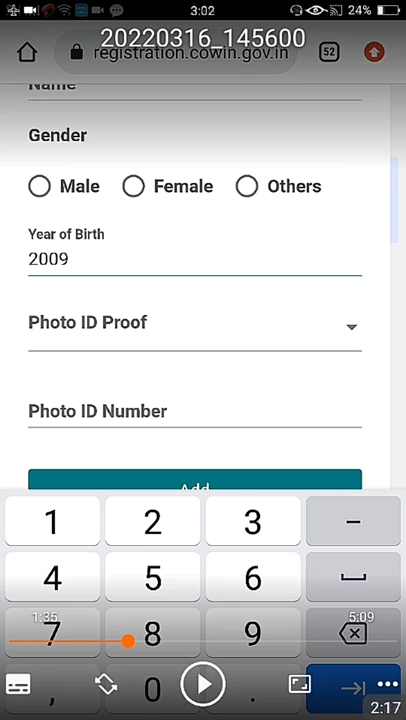 3:02
24%
20220316_145600
registration.cowin.gov.in
52
Name
Gender
Male Female Others
Year of Birth
2009
Photo ID Proof
Photo ID Number
Add
1 2 3 –
4 5 6
1:35 5:09
7 8 9
, 0 .
2:17